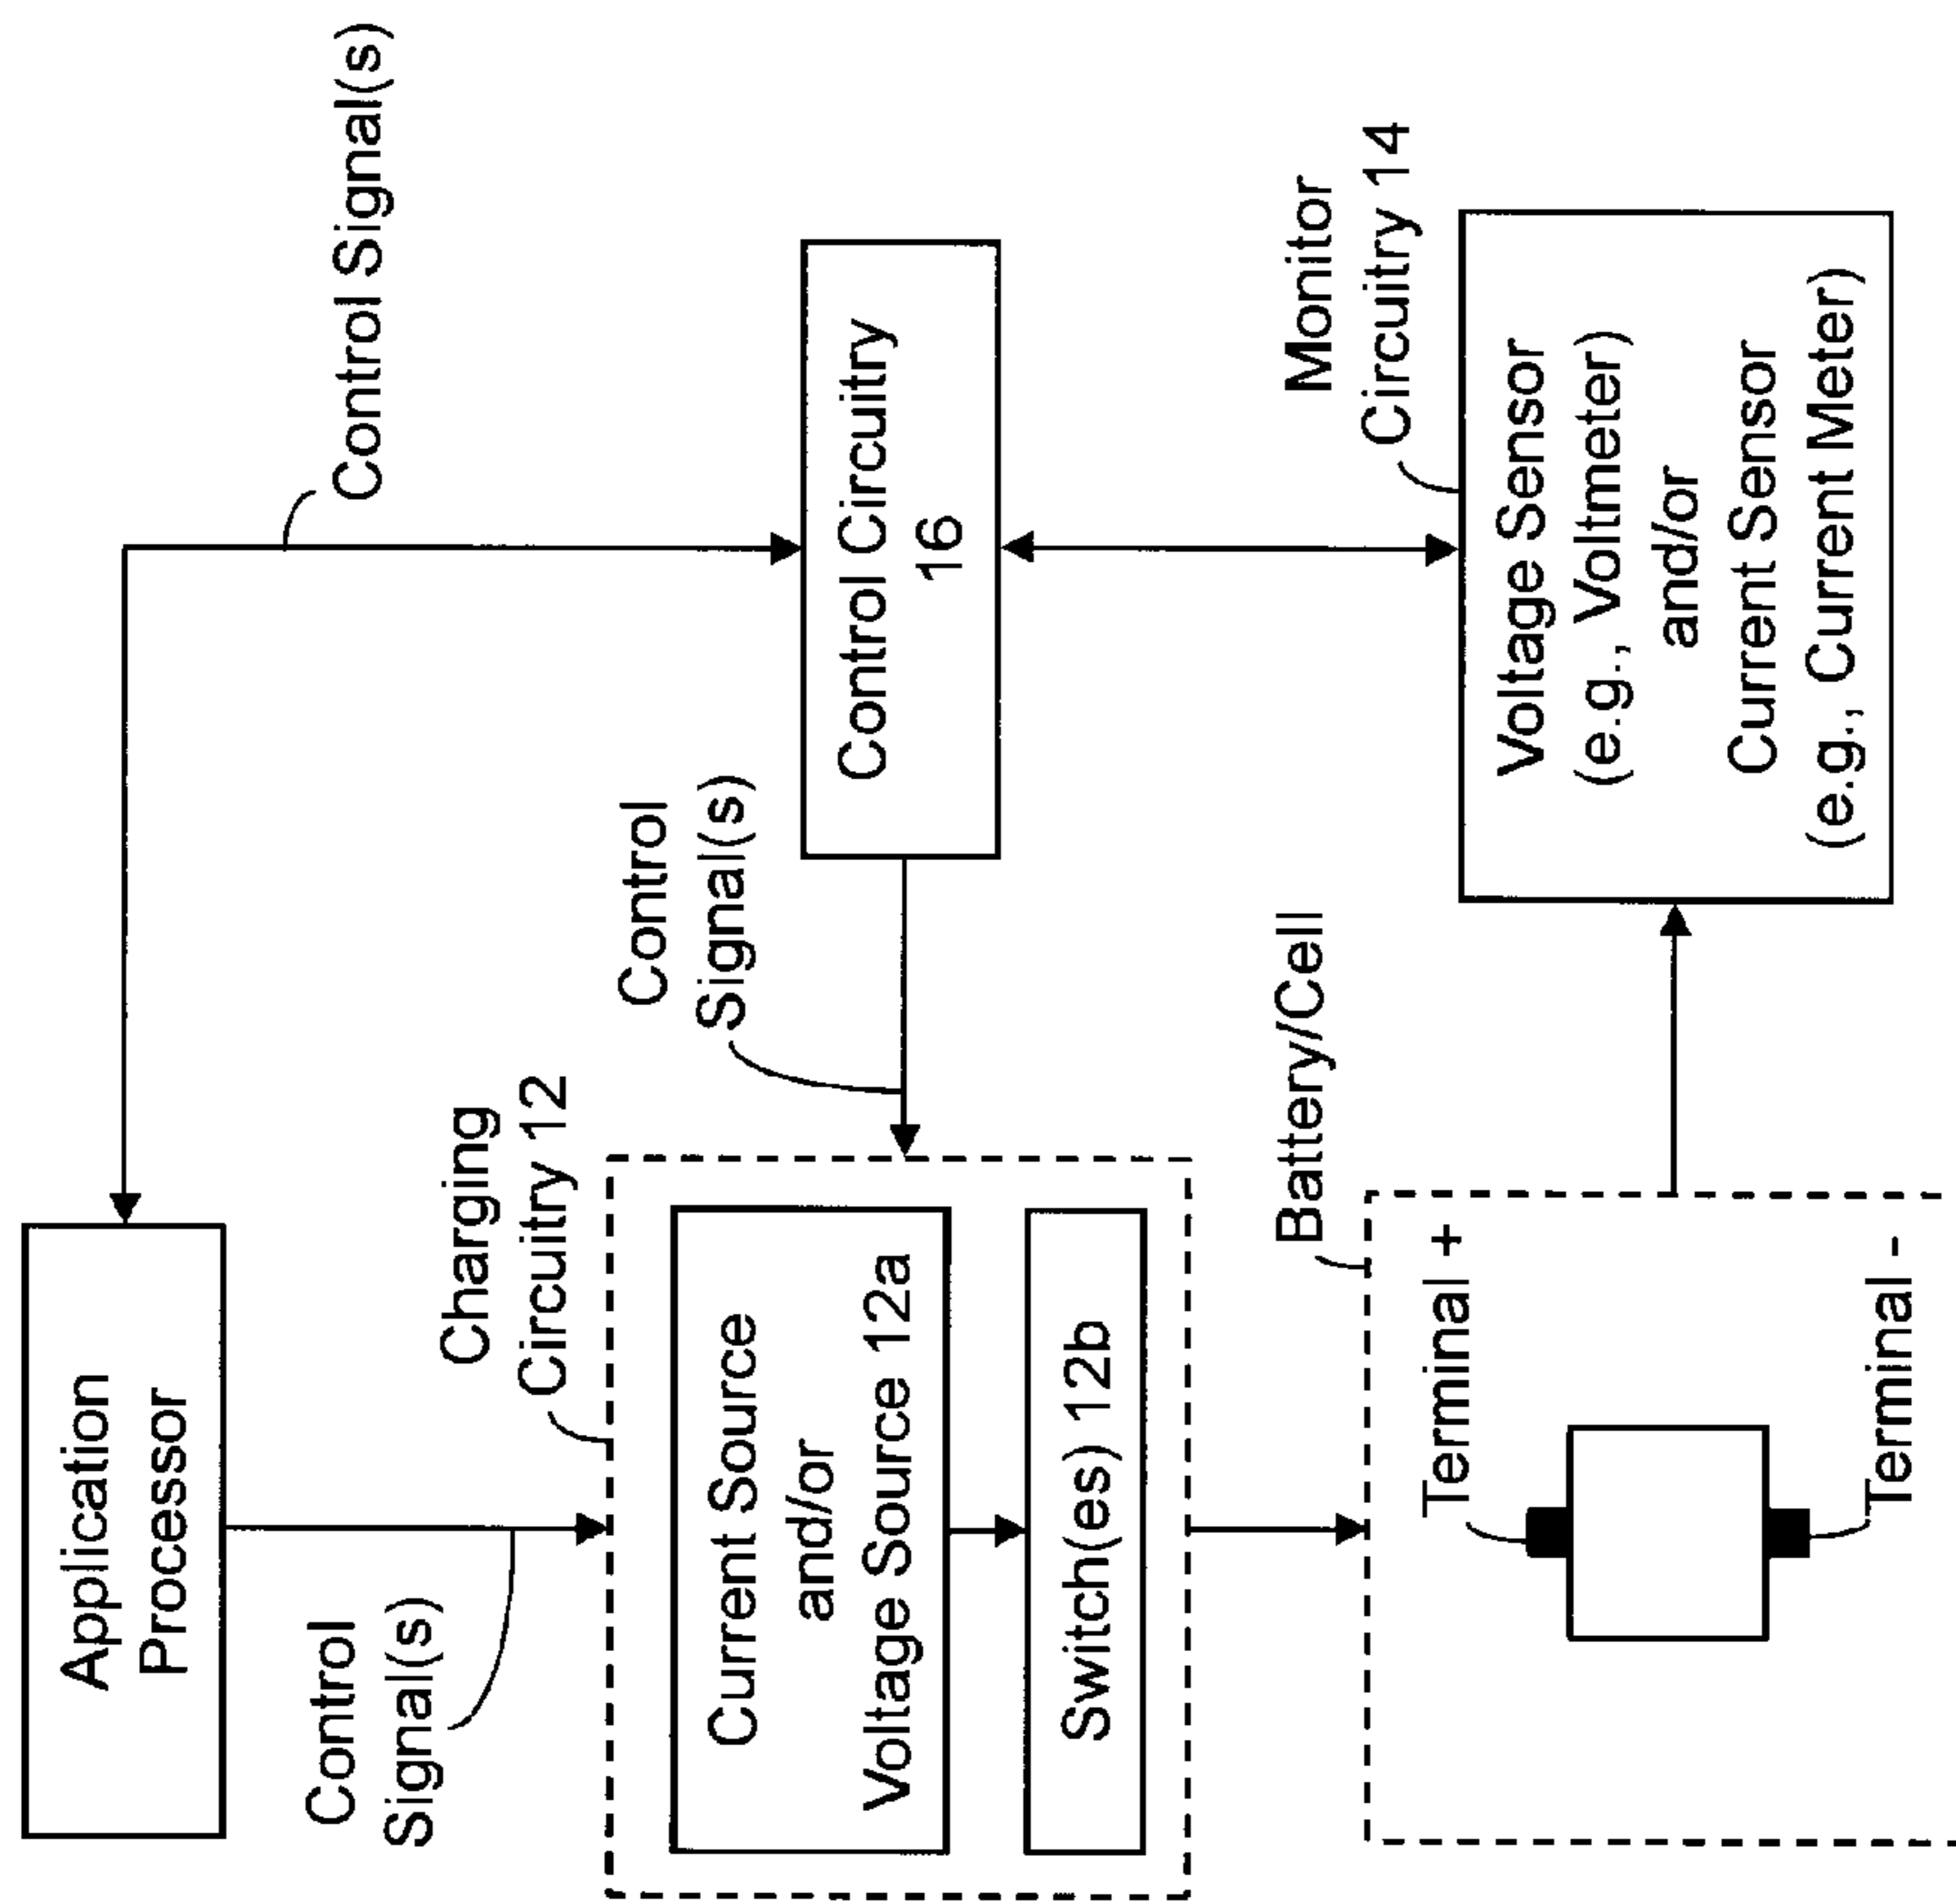 Application
Processor
Control Signal(s)
Control
Signal(s)
Charging
Circuitry 12
Control
Signal(s)
Current Source
and/or
Voltage Source 12a
Switch(es) 12b
Control Circuitry
16
Battery/Cell
Terminal +
Terminal -
Monitor
Circuitry 14
Voltage Sensor
(e.g., Voltmeter)
and/or
Current Sensor
(e.g., Current Meter)